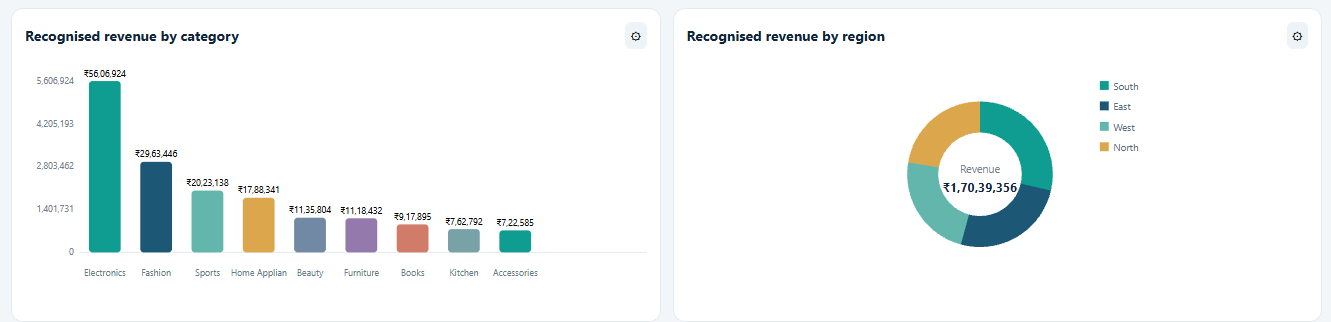 Recognised revenue by category
₹56,06,924
5,606,924
4,205,193
₹29,63,446
2,803,462
₹20,23,138
₹17,88,341
1,401,731
₹11,35,804
₹11,18,432
₹9,17,895
₹7,62,792
₹7,22,585
0
Electronics Fashion Sports Home Applian Beauty Furniture Books Kitchen Accessories
Recognised revenue by region
South
East
West
North
Revenue
₹1,70,39,356